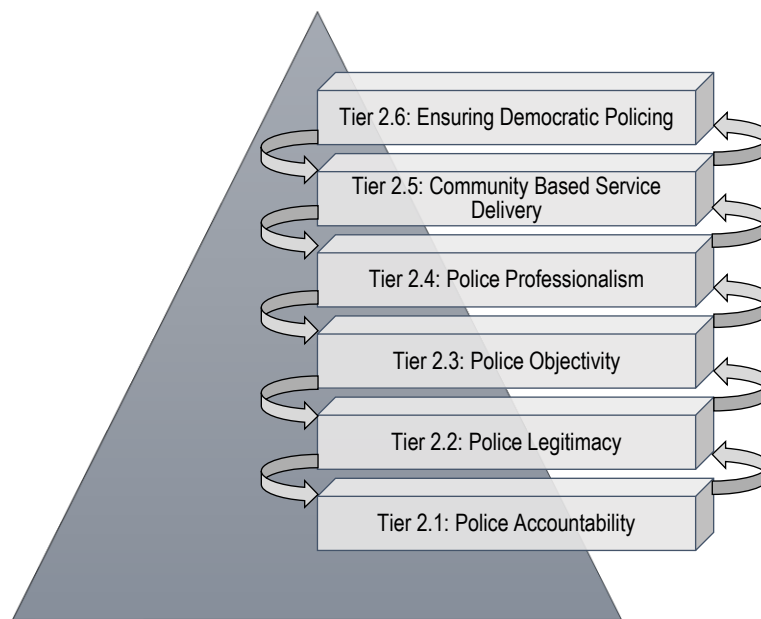 Tier 2.6: Ensuring Democratic Policing
Tier 2.5: Community Based Service
Delivery
Tier 2.4: Police Professionalism
Tier 2.3: Police Objectivity
Tier 2.2: Police Legitimacy
Tier 2.1: Police Accountability